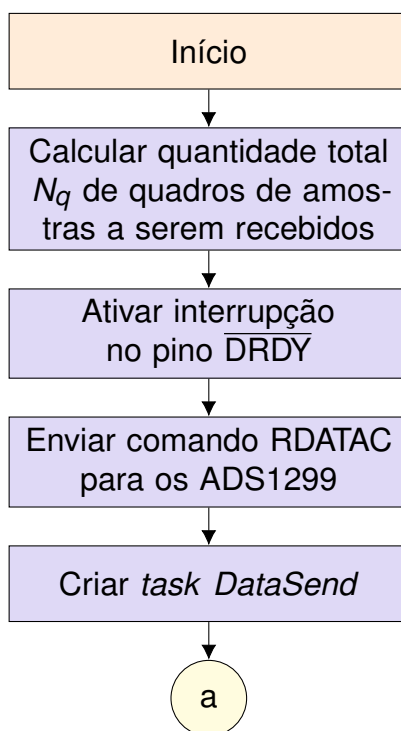 Início
Calcular quantidade total
Nq de quadros de amos-
tras a serem recebidos
Ativar interrupção
no pino D̅R̅D̅Y̅
Enviar comando RDATAC
para os ADS1299
Criar task DataSend
a